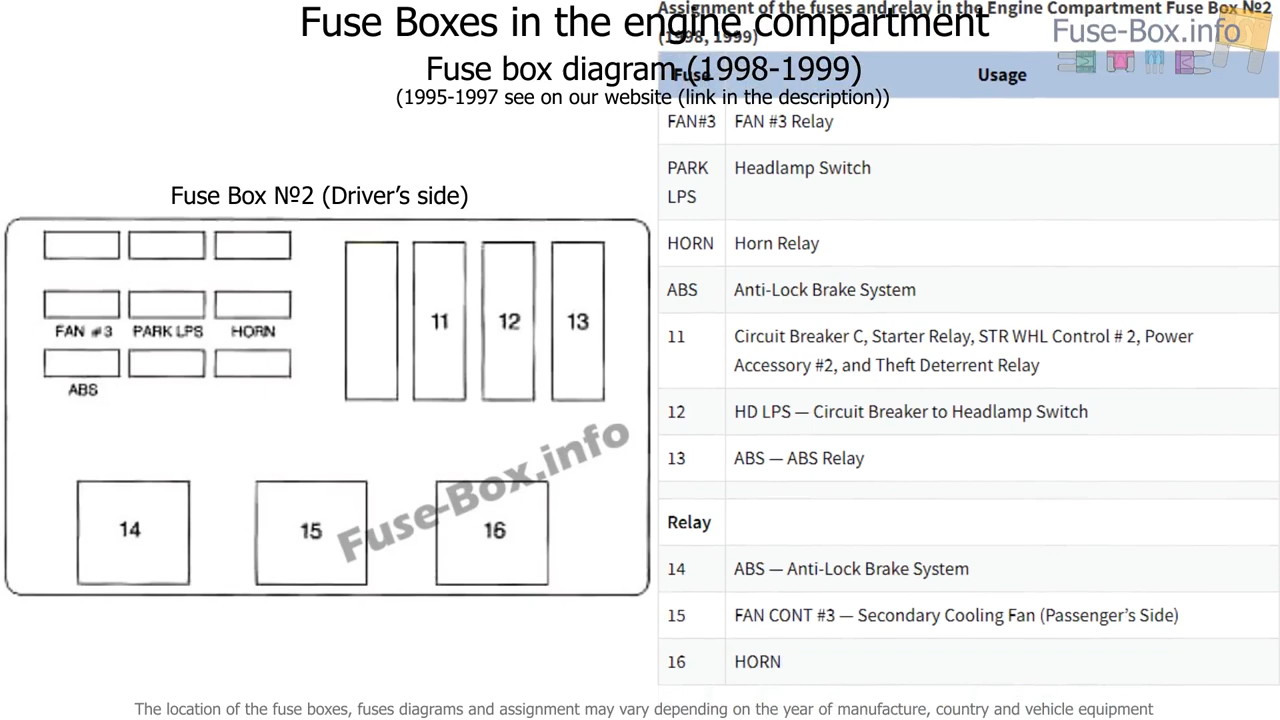 Fuse Boxes in the engine compartment
Fuse box diagram (1998-1999)
(1995-1997 see on our website (link in the description))
Assignment of the fuses and relay in the Engine Compartment Fuse Box №2
(1998, 1999)
Fuse-Box.info
Fuse Usage
FAN#3 FAN #3 Relay
PARK Headlamp Switch
LPS
HORN Horn Relay
ABS Anti-Lock Brake System
11 Circuit Breaker C, Starter Relay, STR WHL Control # 2, Power
Accessory #2, and Theft Deterrent Relay
12 HD LPS — Circuit Breaker to Headlamp Switch
13 ABS — ABS Relay
Relay
14 ABS — Anti-Lock Brake System
15 FAN CONT #3 — Secondary Cooling Fan (Passenger’s Side)
16 HORN
Fuse Box №2 (Driver’s side)
FAN #3 PARK LPS HORN
ABS
11 12 13
14 15 16
Fuse-Box.info
The location of the fuse boxes, fuses diagrams and assignment may vary depending on the year of manufacture, country and vehicle equipment